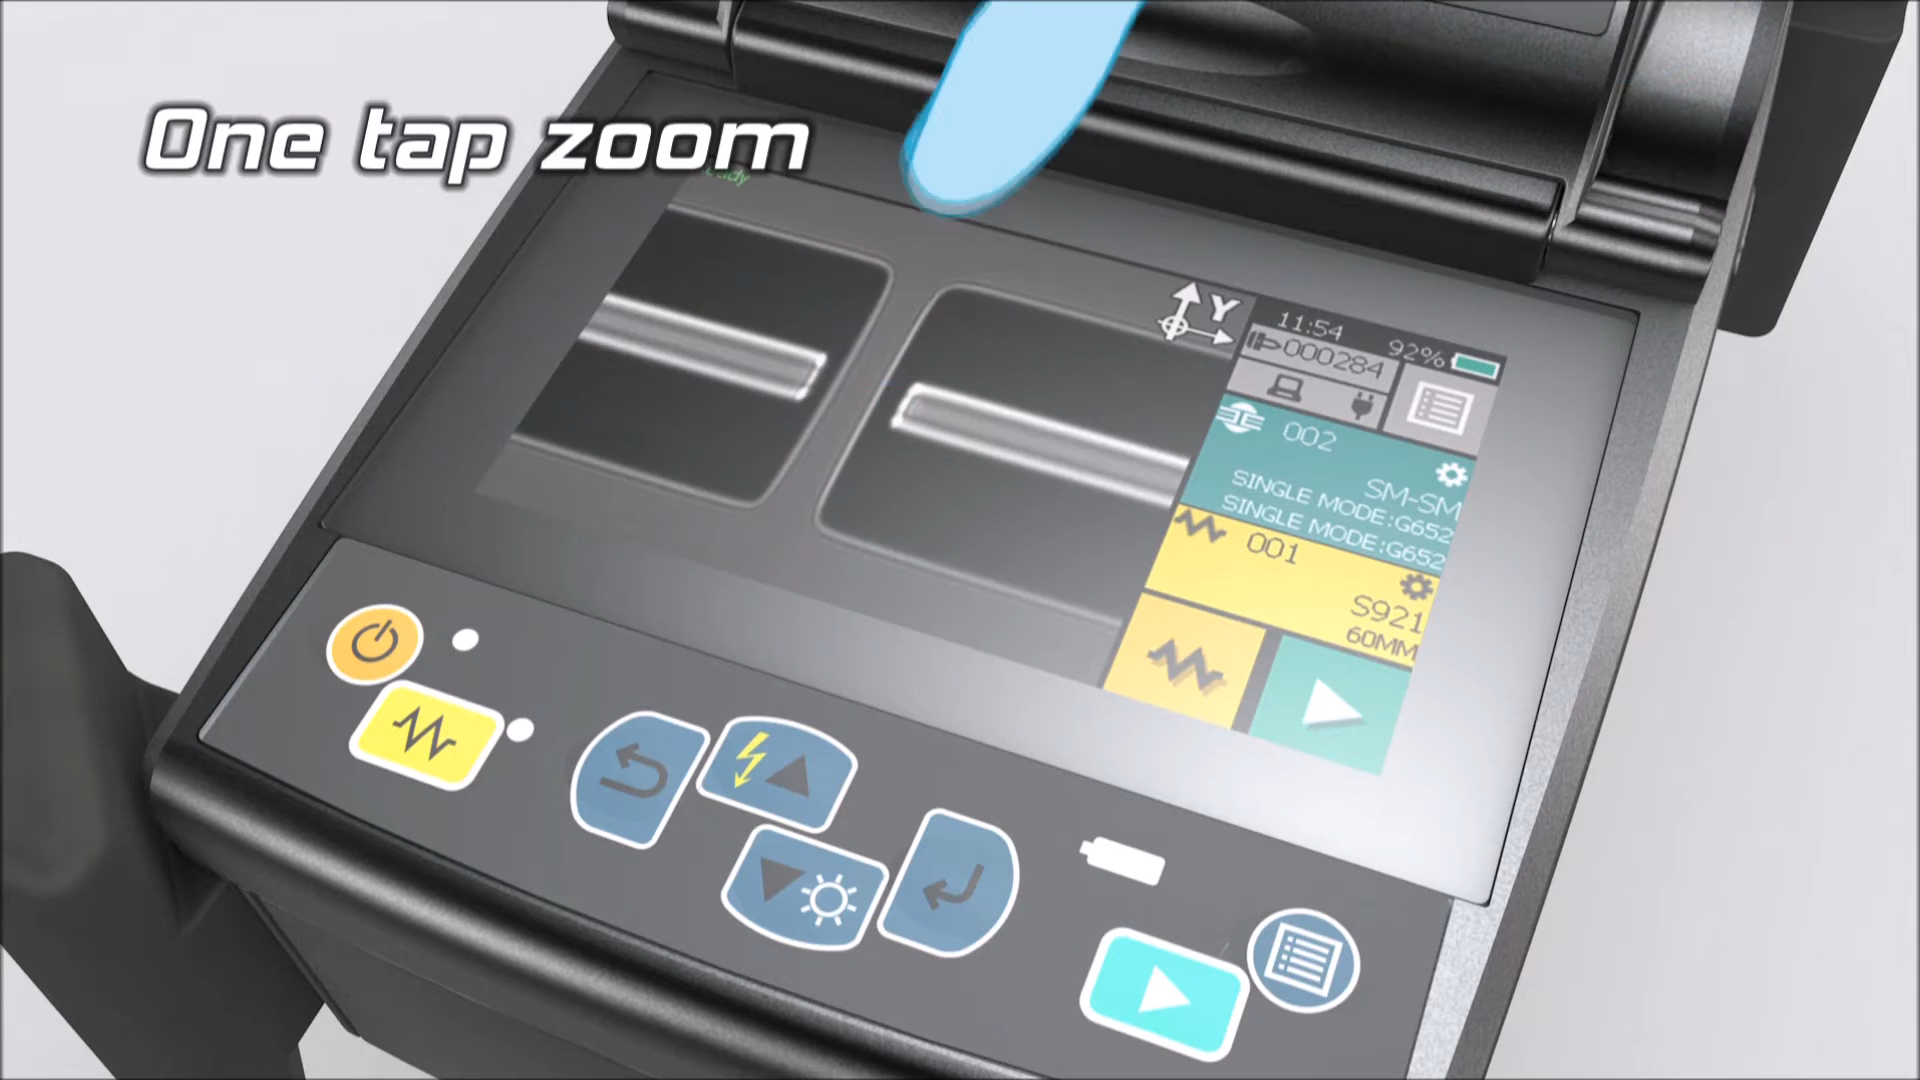 One tap zoom
Y
11:54
92%
000284
002
SM-SM
SINGLE MODE:G652
SINGLE MODE:G652
001
S921
60MM